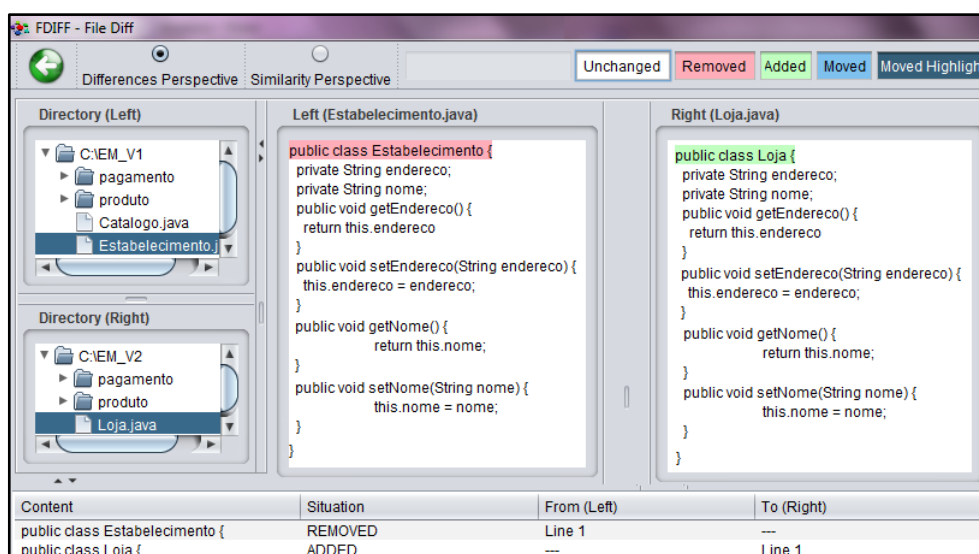 FDIFF - File Diff
Differences Perspective Similarity Perspective Unchanged Removed Added Moved Moved Highligh
Directory (Left)
C:\EM_V1
pagamento
produto
Catalogo.java
Estabelecimento.j
Directory (Right)
C:\EM_V2
pagamento
produto
Loja.java
Left (Estabelecimento.java)
public class Estabelecimento {
private String endereco;
private String nome;
public void getEndereco() {
return this.endereco
}
public void setEndereco(String endereco) {
this.endereco = endereco;
}
public void getNome() {
return this.nome;
}
public void setNome(String nome) {
this.nome = nome;
}
}
Right (Loja.java)
public class Loja {
private String endereco;
private String nome;
public void getEndereco() {
return this.endereco
}
public void setEndereco(String endereco) {
this.endereco = endereco;
}
public void getNome() {
return this.nome;
}
public void setNome(String nome) {
this.nome = nome;
}
}
Content Situation From (Left) To (Right)
public class Estabelecimento { REMOVED Line 1 ---
public class Loja { ADDED --- Line 1